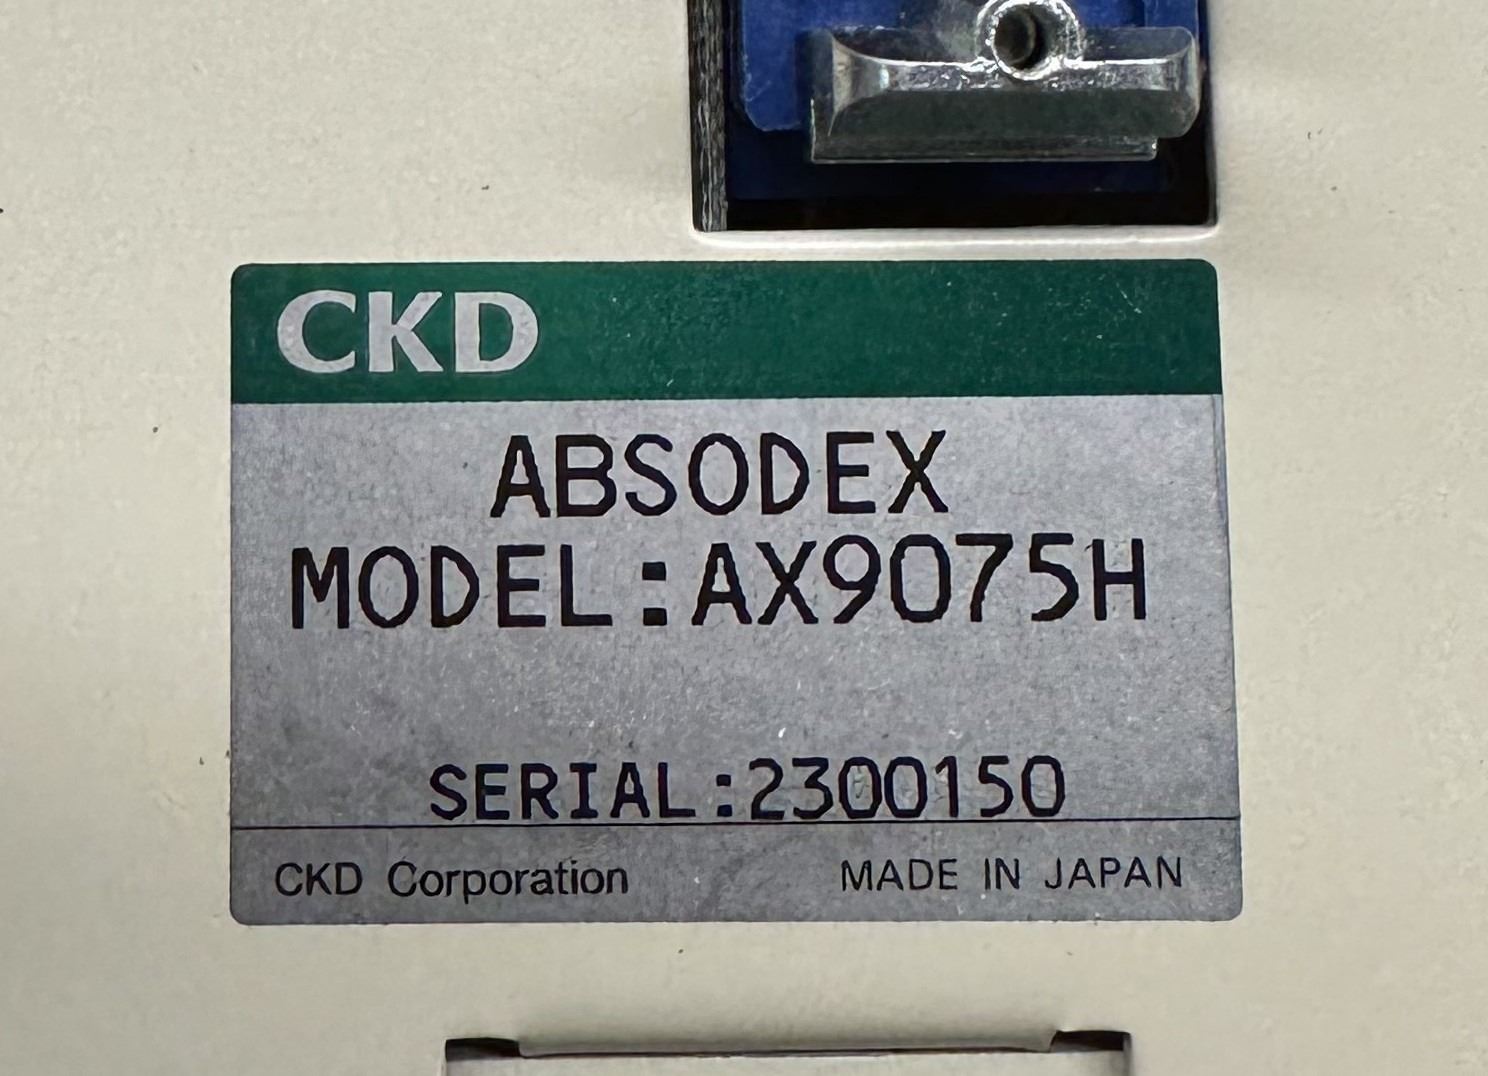 CKD
ABSODEX
MODEL:AX9075H
SERIAL:2300150
CKD Corporation MADE IN JAPAN